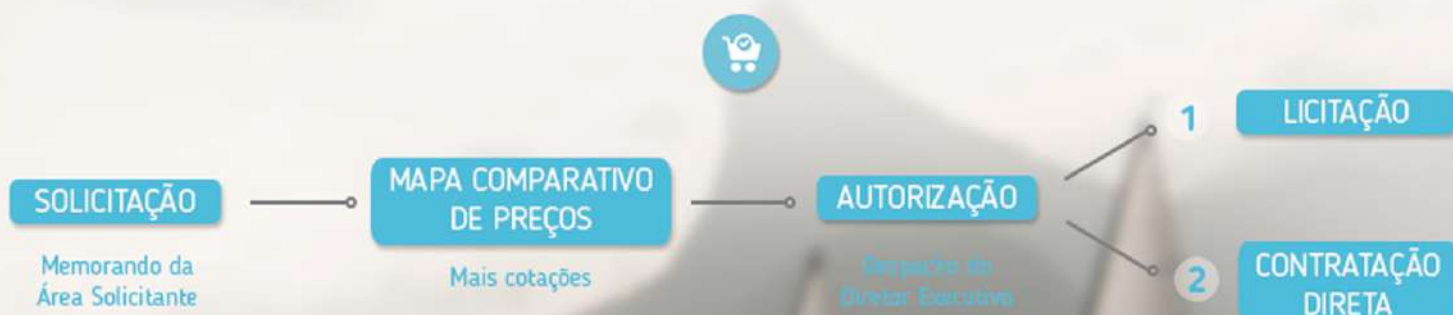 SOLICITAÇÃO
Memorando da
Área Solicitante
MAPA COMPARATIVO
DE PREÇOS
Mais cotações
AUTORIZAÇÃO
Despacho do
Diretor Executivo
1
LICITAÇÃO
2
CONTRATAÇÃO
DIRETA